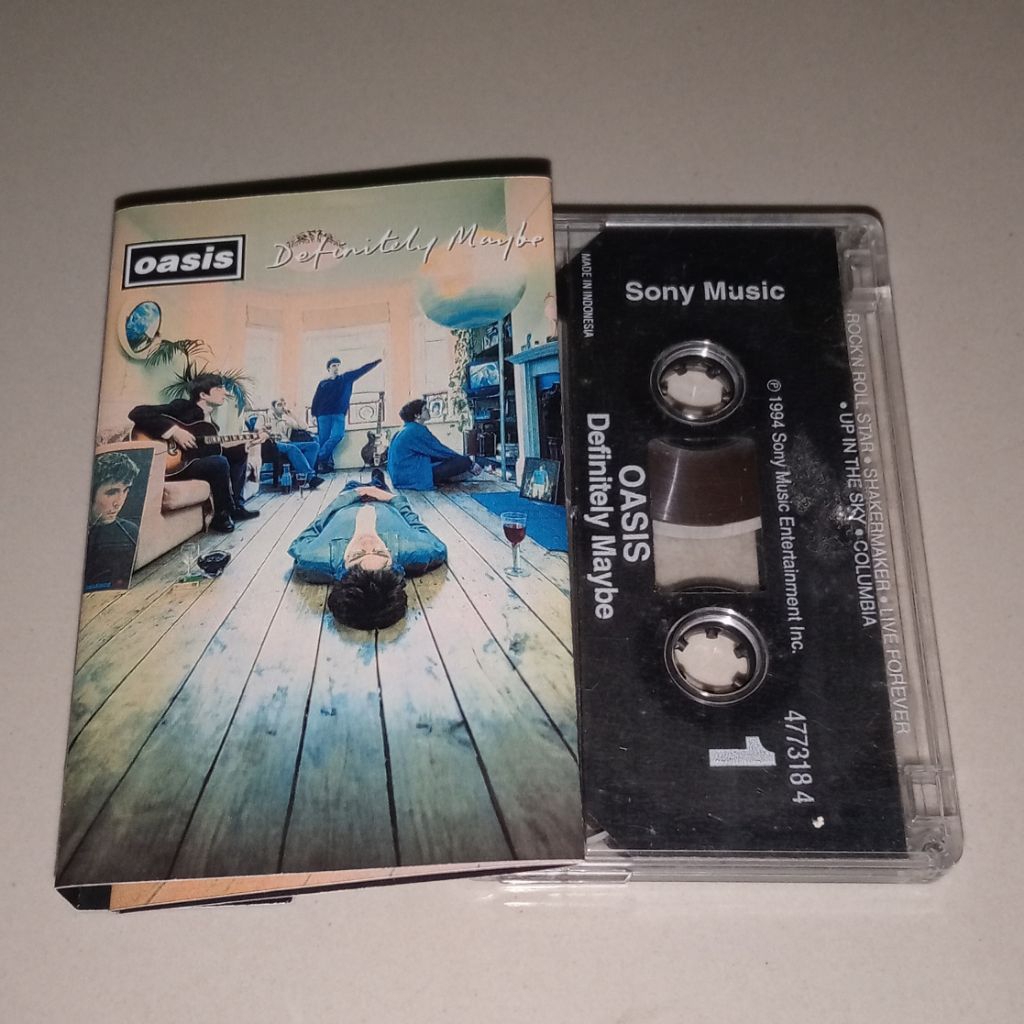 oasis
Definitely Maybe
MADE IN INDONESIA
Sony Music
OASIS
Definitely Maybe
℗ 1994 Sony Music Entertainment Inc.
477318 4
1
ROCK'N ROLL STAR • SHAKERMAKER • LIVE FOREVER
• UP IN THE SKY • COLUMBIA